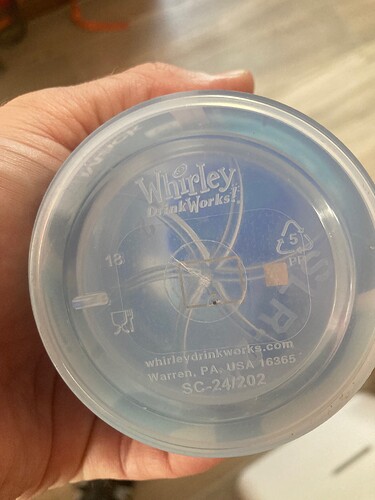 Whirley
DrinkWorks!
18
5
PP
whirleydrinkworks.com
Warren, PA, USA 16365
SC-24/202